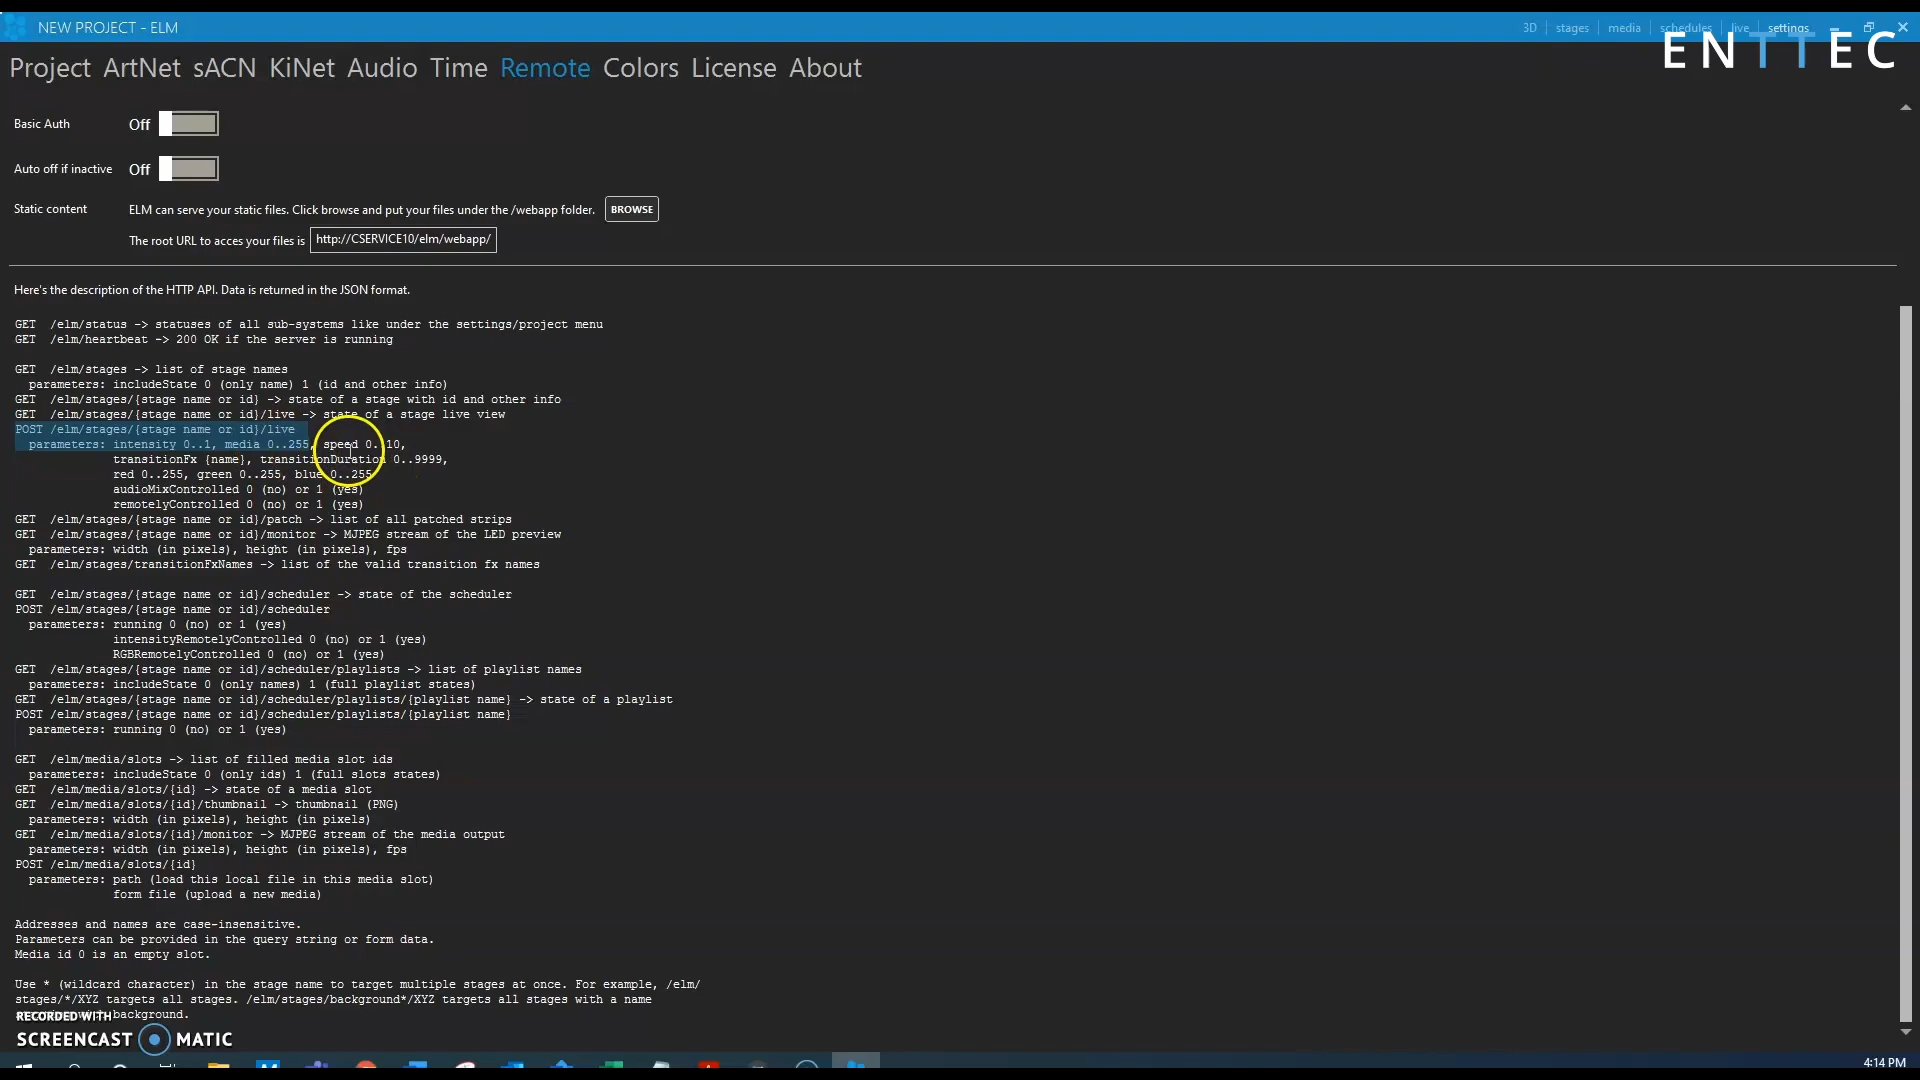 NEW PROJECT - ELM
3D stages media schedules live settings
ENTTEC
Project ArtNet sACN KiNet Audio Time Remote Colors License About
Basic Auth Off
Auto off if inactive Off
Static content ELM can serve your static files. Click browse and put your files under the /webapp folder. BROWSE
The root URL to acces your files is http://CSERVICE10/elm/webapp/
Here's the description of the HTTP API. Data is returned in the JSON format.
GET /elm/status -> statuses of all sub-systems like under the settings/project menu
GET /elm/heartbeat -> 200 OK if the server is running
GET /elm/stages -> list of stage names
parameters: includeState 0 (only name) 1 (id and other info)
GET /elm/stages/{stage name or id} -> state of a stage with id and other info
GET /elm/stages/{stage name or id}/live -> state of a stage live view
POST /elm/stages/{stage name or id}/live
parameters: intensity 0..1, media 0..255, speed 0..10,
transitionFx {name}, transitionDuration 0..9999,
red 0..255, green 0..255, blue 0..255
audioMixControlled 0 (no) or 1 (yes)
remotelyControlled 0 (no) or 1 (yes)
GET /elm/stages/{stage name or id}/patch -> list of all patched strips
GET /elm/stages/{stage name or id}/monitor -> MJPEG stream of the LED preview
parameters: width (in pixels), height (in pixels), fps
GET /elm/stages/transitionFxNames -> list of the valid transition fx names
GET /elm/stages/{stage name or id}/scheduler -> state of the scheduler
POST /elm/stages/{stage name or id}/scheduler
parameters: running 0 (no) or 1 (yes)
intensityRemotelyControlled 0 (no) or 1 (yes)
RGBRemotelyControlled 0 (no) or 1 (yes)
GET /elm/stages/{stage name or id}/scheduler/playlists -> list of playlist names
parameters: includeState 0 (only names) 1 (full playlist states)
GET /elm/stages/{stage name or id}/scheduler/playlists/{playlist name} -> state of a playlist
POST /elm/stages/{stage name or id}/scheduler/playlists/{playlist name}
parameters: running 0 (no) or 1 (yes)
GET /elm/media/slots -> list of filled media slot ids
parameters: includeState 0 (only ids) 1 (full slots states)
GET /elm/media/slots/{id} -> state of a media slot
GET /elm/media/slots/{id}/thumbnail -> thumbnail (PNG)
parameters: width (in pixels), height (in pixels)
GET /elm/media/slots/{id}/monitor -> MJPEG stream of the media output
parameters: width (in pixels), height (in pixels), fps
POST /elm/media/slots/{id}
parameters: path (load this local file in this media slot)
form file (upload a new media)
Addresses and names are case-insensitive.
Parameters can be provided in the query string or form data.
Media id 0 is an empty slot.
Use * (wildcard character) in the stage name to target multiple stages at once. For example, /elm/
stages/*/XYZ targets all stages. /elm/stages/background*/XYZ targets all stages with a name
background.
RECORDED WITH
SCREENCAST MATIC
4:14 PM